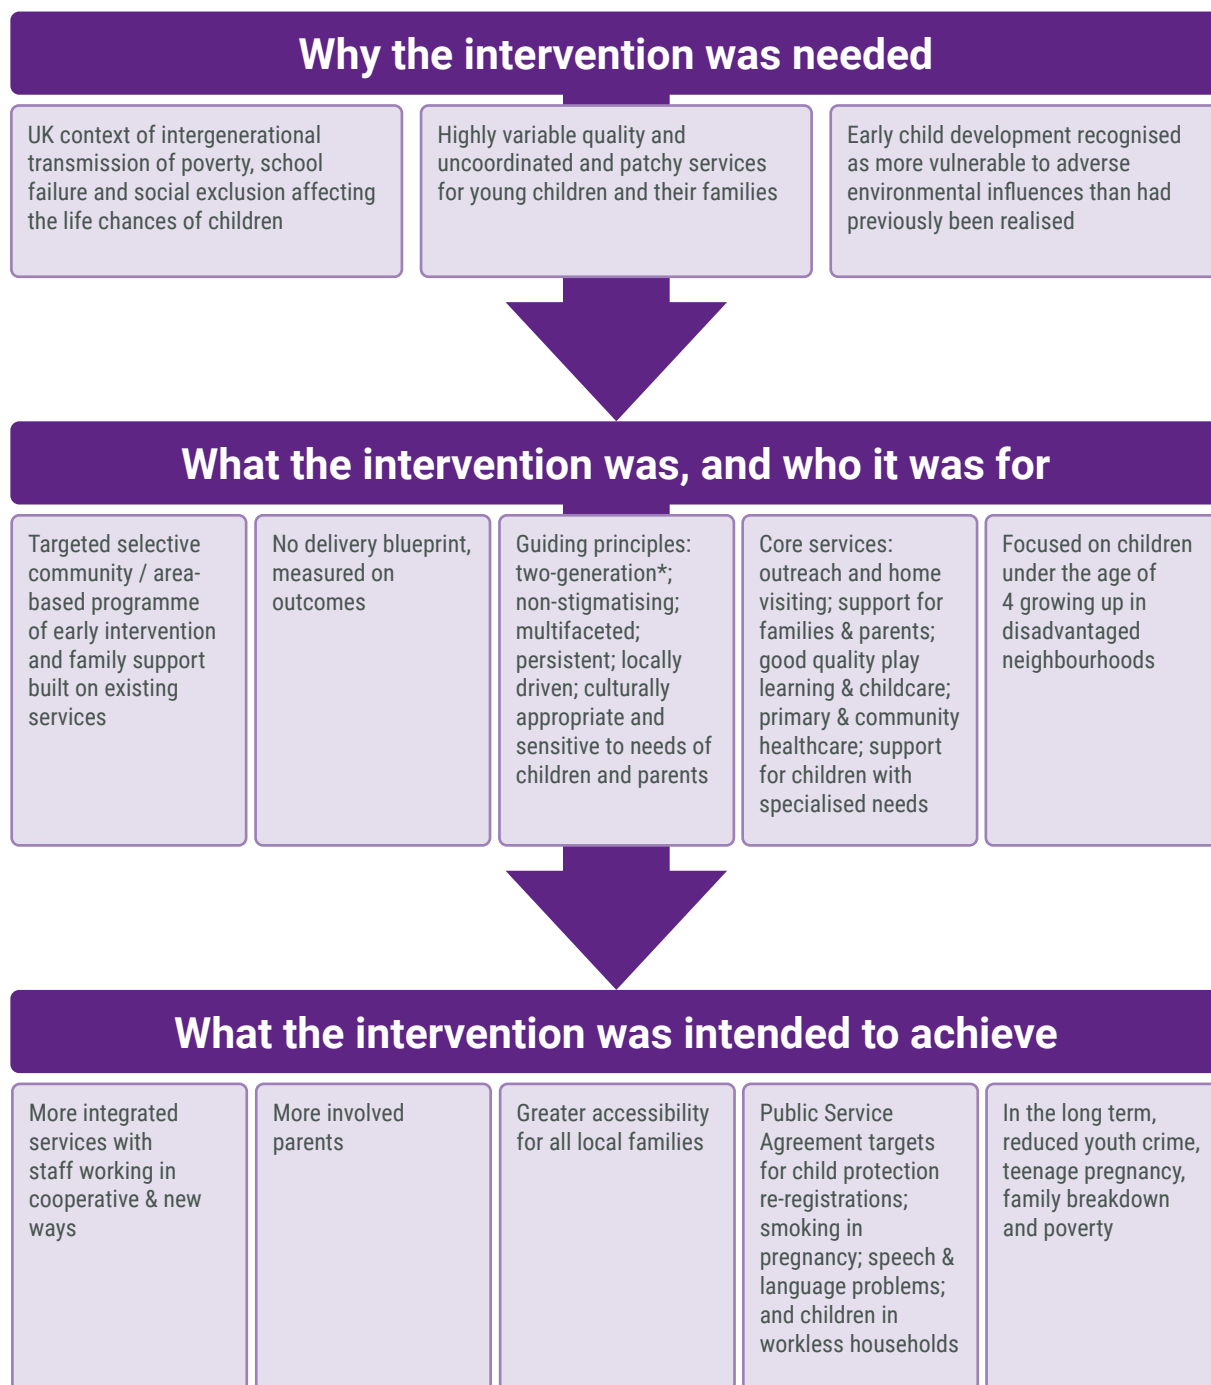 Why the intervention was needed
UK context of intergenerational
transmission of poverty, school
failure and social exclusion affecting
the life chances of children
Highly variable quality and
uncoordinated and patchy services
for young children and their families
Early child development recognised
as more vulnerable to adverse
environmental influences than had
previously been realised
What the intervention was, and who it was for
Targeted selective
community / area-
based programme
of early intervention
and family support
built on existing
services
No delivery blueprint,
measured on
outcomes
Guiding principles:
two-generation*;
non-stigmatising;
multifaceted;
persistent; locally
driven; culturally
appropriate and
sensitive to needs of
children and parents
Core services:
outreach and home
visiting; support for
families & parents;
good quality play
learning & childcare;
primary & community
healthcare; support
for children with
specialised needs
Focused on children
under the age of
4 growing up in
disadvantaged
neighbourhoods
What the intervention was intended to achieve
More integrated
services with
staff working in
cooperative & new
ways
More involved
parents
Greater accessibility
for all local families
Public Service
Agreement targets
for child protection
re-registrations;
smoking in
pregnancy; speech &
language problems;
and children in
workless households
In the long term,
reduced youth crime,
teenage pregnancy,
family breakdown
and poverty